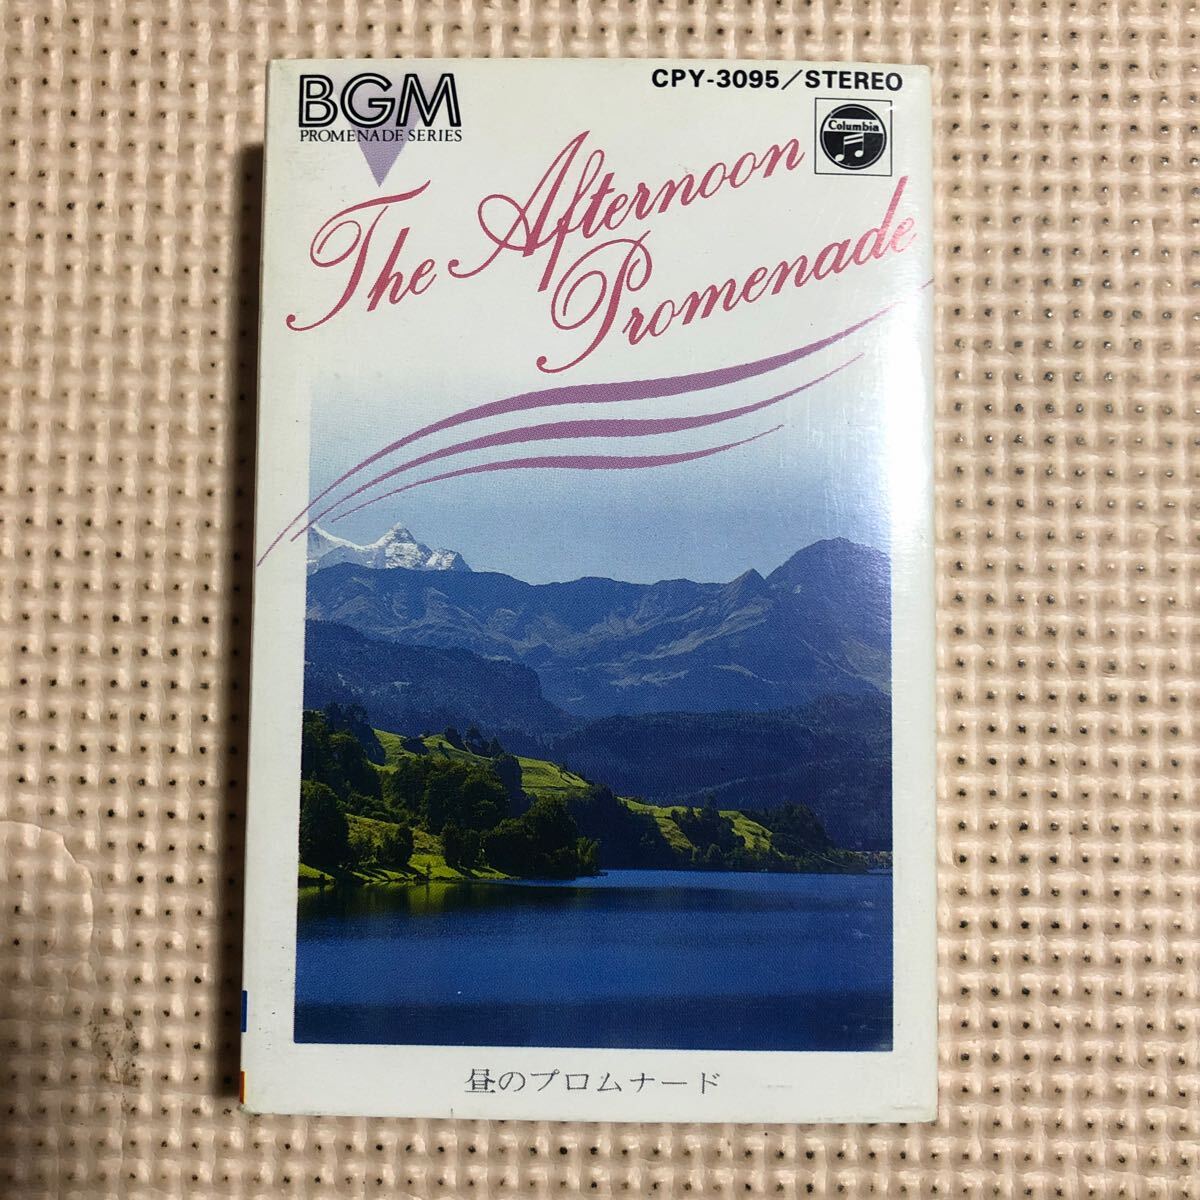 BGM
PROMENADE SERIES
CPY-3095/STEREO
Columbia
The Afternoon
Promenade
昼のプロムナード